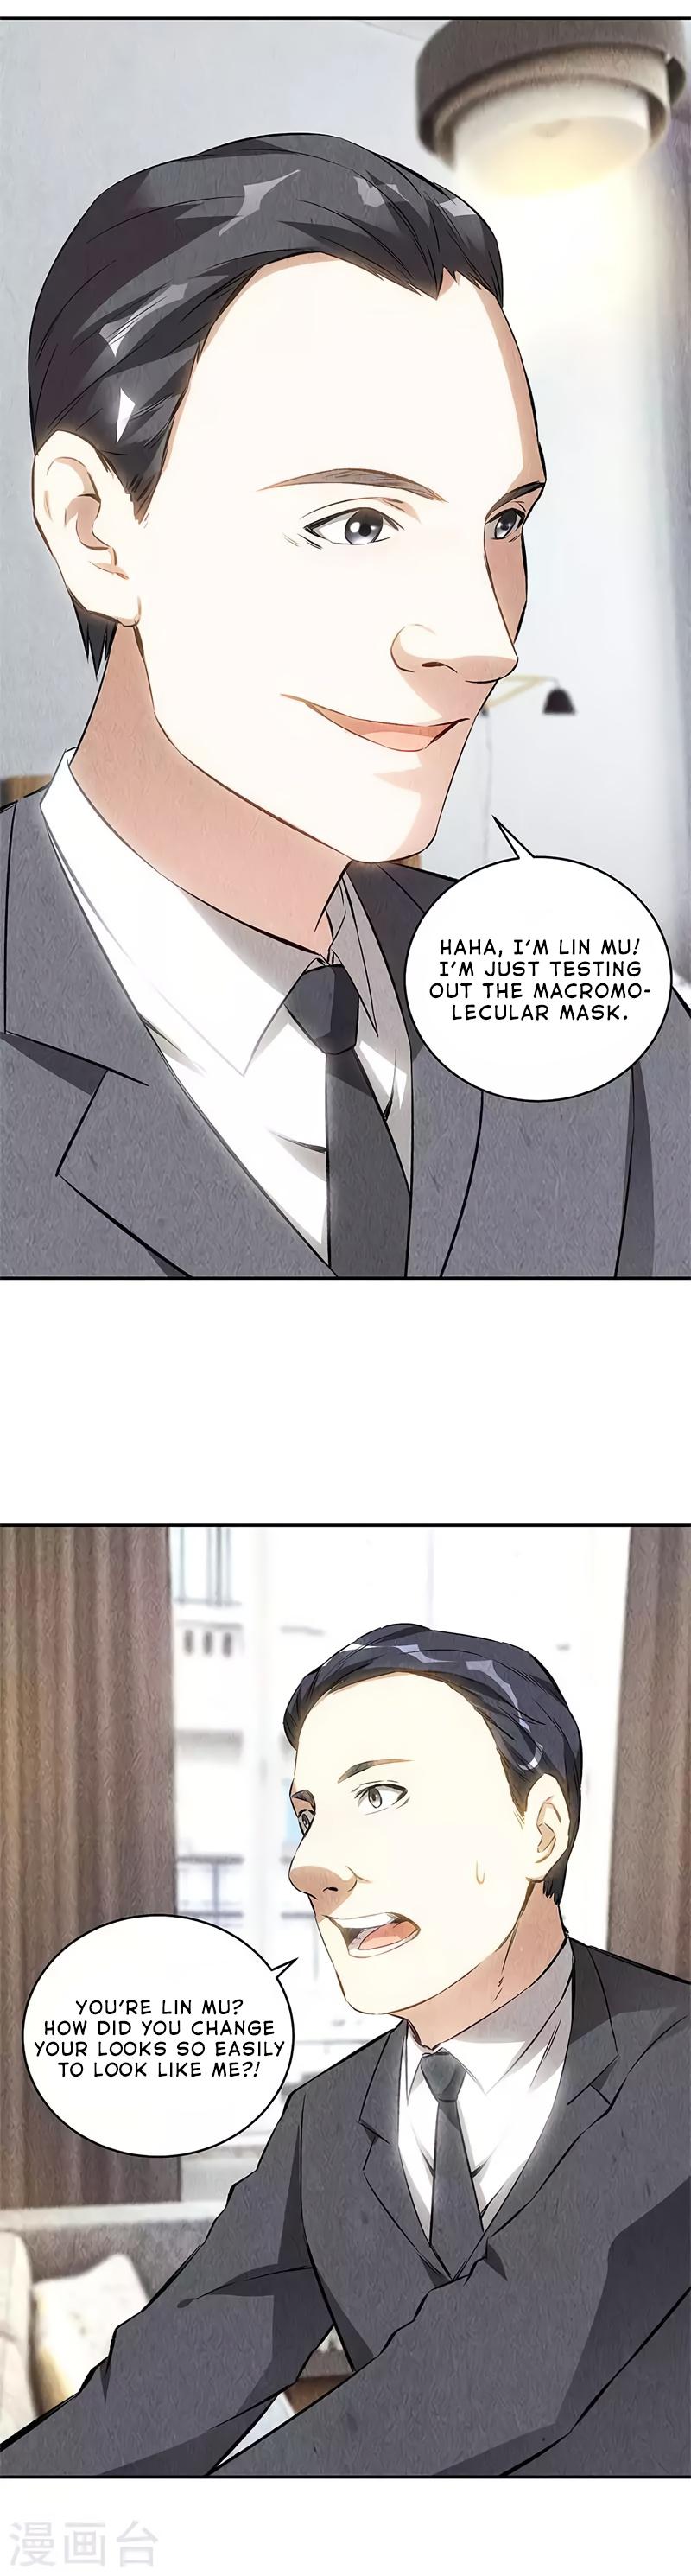 HAHA, I'M LIN MU!
I'M JUST TESTING
OUT THE MACROMO-
LECULAR MASK.
YOU'RE LIN MU?
HOW DID YOU CHANGE
YOUR LOOKS SO EASILY
TO LOOK LIKE ME?!
漫画台